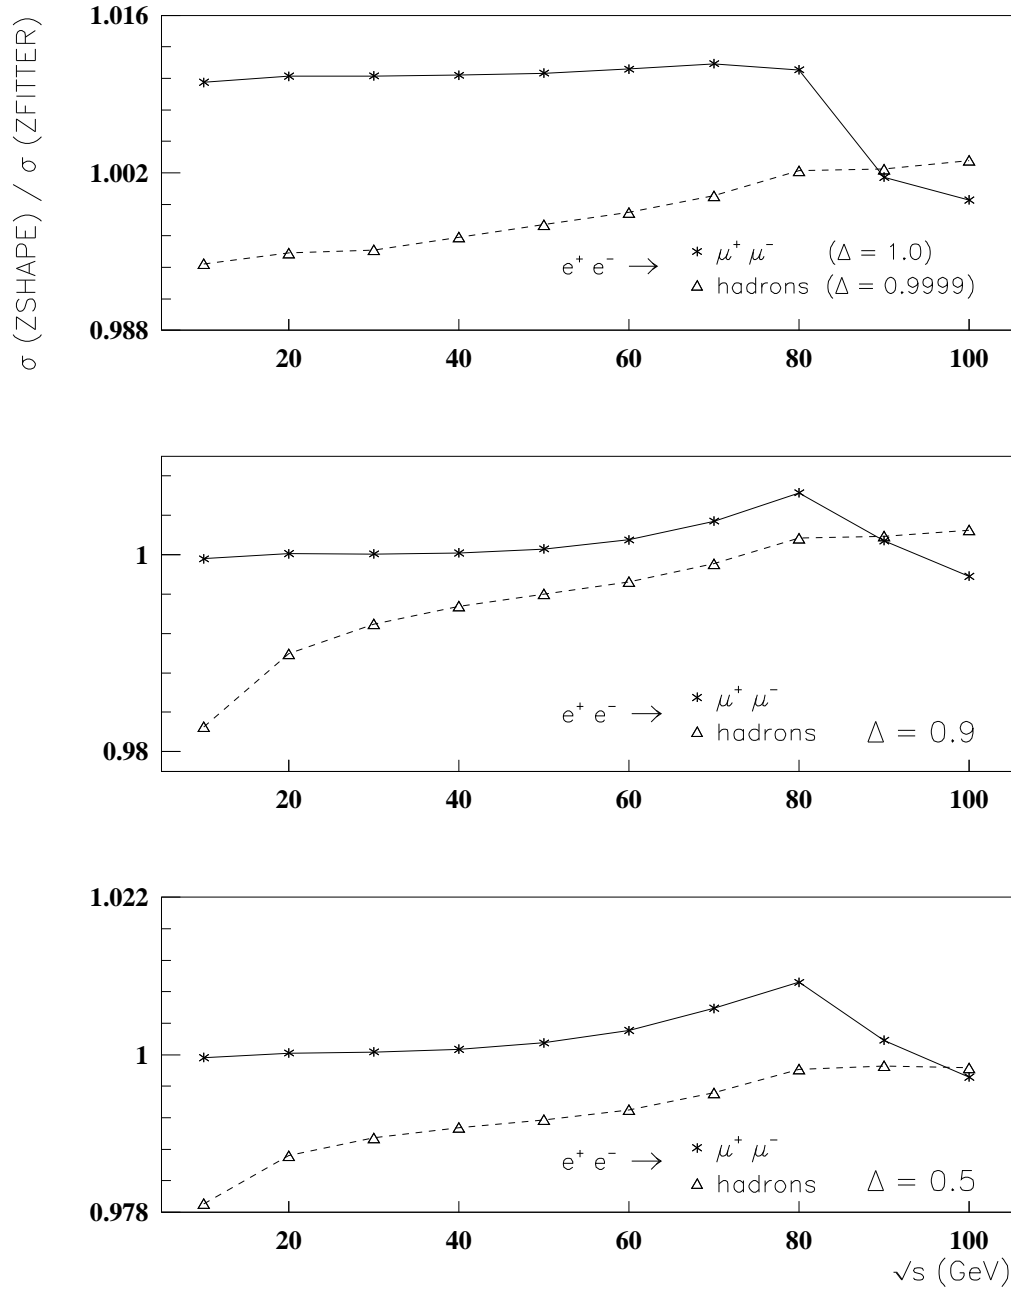 σ (ZSHAPE) / σ (ZFITTER)
1.016
1.002
0.988
e⁺ e⁻ → * μ⁺ μ⁻ (Δ = 1.0)
△ hadrons (Δ = 0.9999)
20 40 60 80 100
1
0.98
e⁺ e⁻ → * μ⁺ μ⁻
△ hadrons Δ = 0.9
20 40 60 80 100
1.022
1
0.978
e⁺ e⁻ → * μ⁺ μ⁻
△ hadrons Δ = 0.5
20 40 60 80 100
√s (GeV)